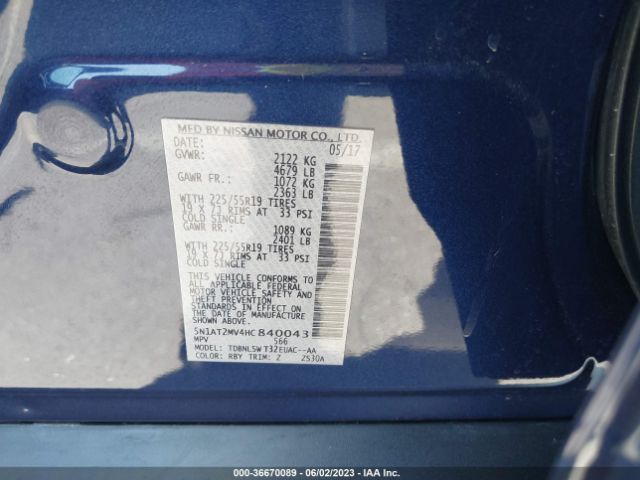 MFD BY NISSAN MOTOR CO., LTD.
DATE: 05/17
GVWR: 2122 KG
4679 LB
GAWR FR.: 1072 KG
2363 LB
WITH 225/55R19 TIRES
19 X 7J RIMS AT 33 PSI
COLD SINGLE
GAWR RR.: 1089 KG
2401 LB
WITH 225/55R19 TIRES
19 X 7J RIMS AT 33 PSI
COLD SINGLE
THIS VEHICLE CONFORMS TO
ALL APPLICABLE FEDERAL
MOTOR VEHICLE SAFETY AND
THEFT PREVENTION
STANDARDS IN EFFECT ON
THE DATE OF MANUFACTURE
SHOWN ABOVE.
5N1AT2MV4HC840043
MPV 566
MODEL: TDBNL5W T32EUAC--AA
COLOR: RBY TRIM: Z ZS30A
000-36670089 - 06/02/2023 - IAA Inc.